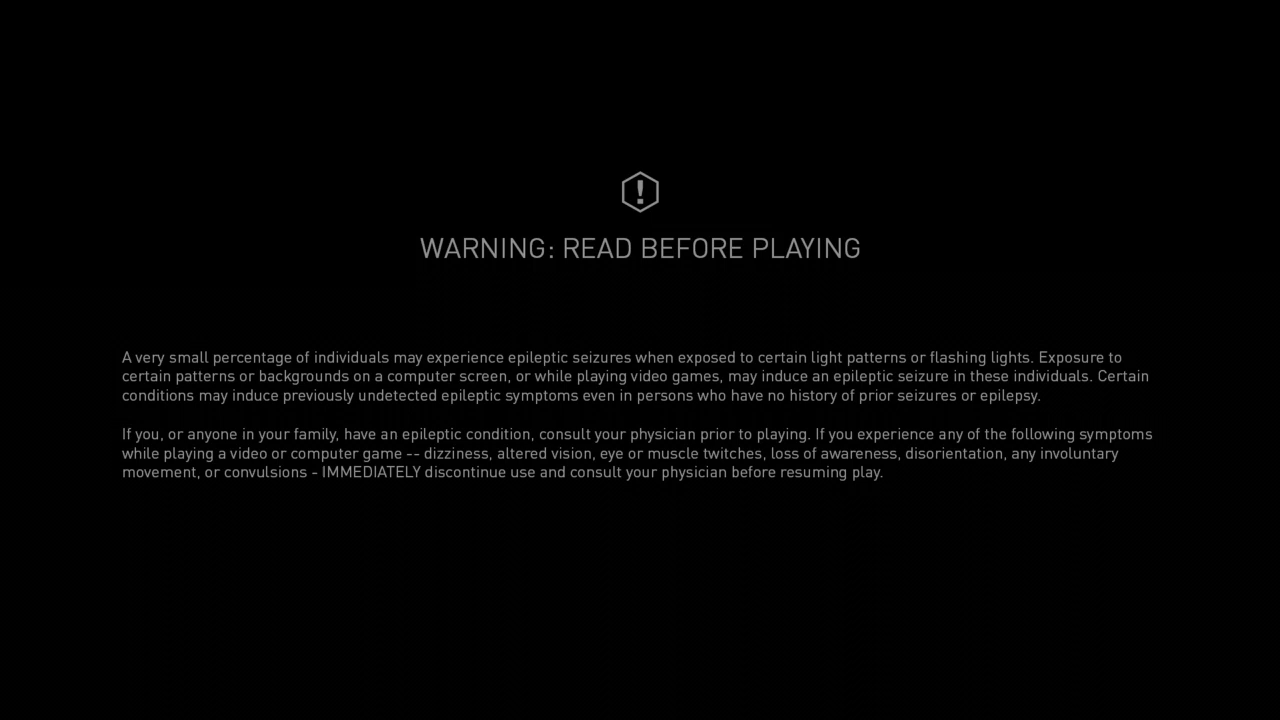 WARNING: READ BEFORE PLAYING
A very small percentage of individuals may experience epileptic seizures when exposed to certain light patterns or flashing lights. Exposure to
certain patterns or backgrounds on a computer screen, or while playing video games, may induce an epileptic seizure in these individuals. Certain
conditions may induce previously undetected epileptic symptoms even in persons who have no history of prior seizures or epilepsy.
If you, or anyone in your family, have an epileptic condition, consult your physician prior to playing. If you experience any of the following symptoms
while playing a video or computer game -- dizziness, altered vision, eye or muscle twitches, loss of awareness, disorientation, any involuntary
movement, or convulsions - IMMEDIATELY discontinue use and consult your physician before resuming play.